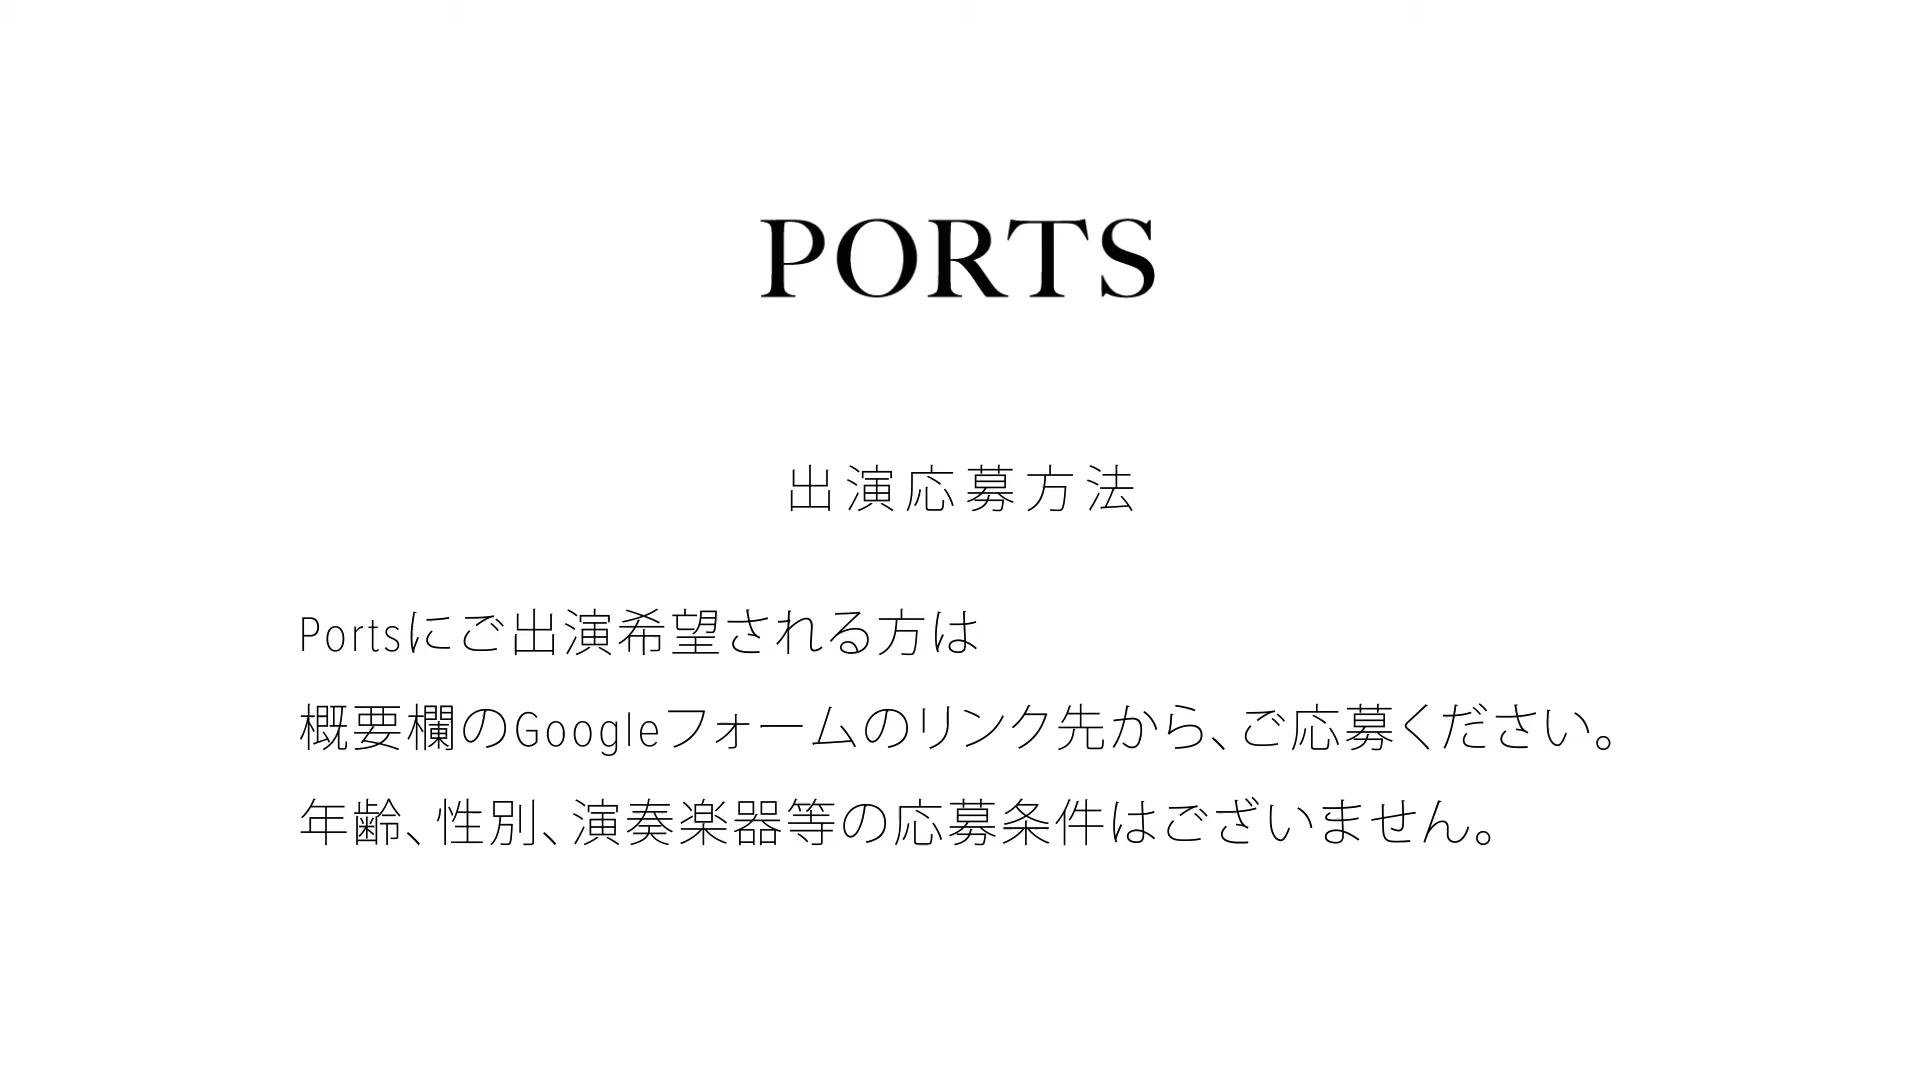 PORTS
出演応募方法
Portsにご出演希望される方は
概要欄のGoogleフォームのリンク先から、ご応募ください。
年齢、性別、演奏楽器等の応募条件はございません。